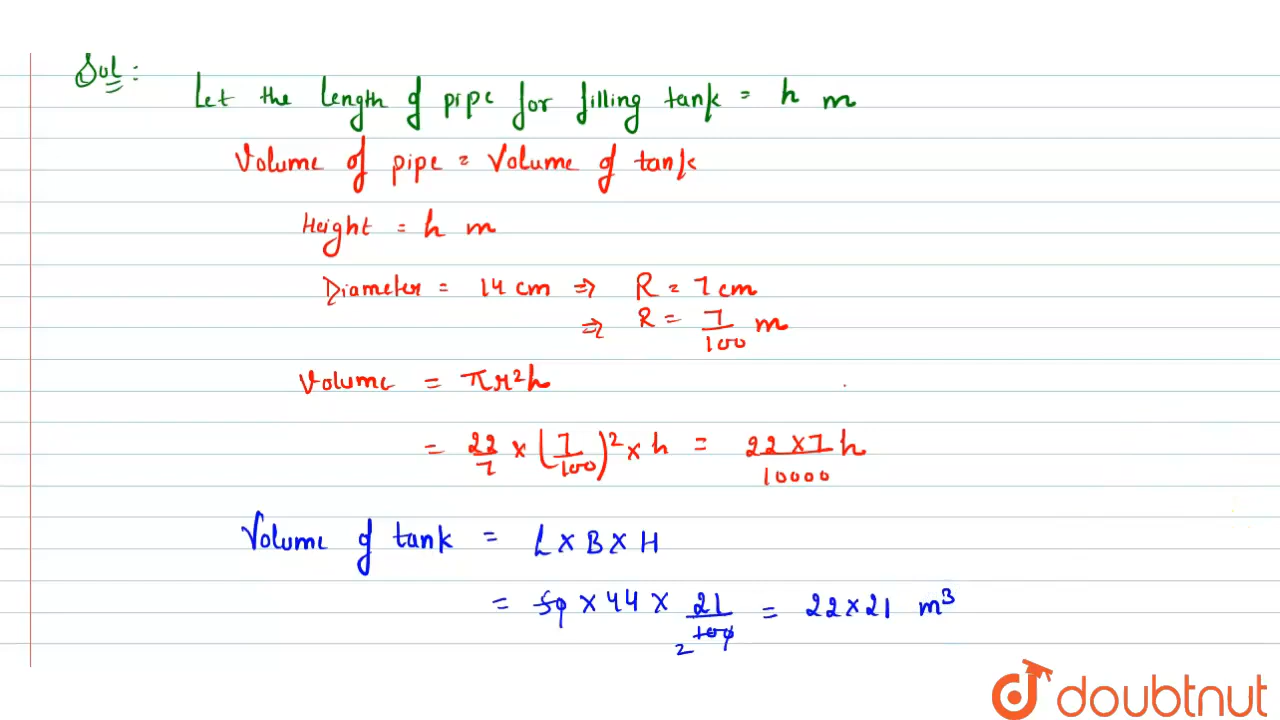 Sol :
Let the length of pipe for filling tank = h m
Volume of pipe = Volume of tank
Height = h m
Diameter = 14 cm ⇒ R = 7 cm
⇒ R = 7/100 m
Volume = πr²h
= 22/7 × (7/100)² × h = 22×7/10000 h
Volume of tank = L × B × H
= 50 × 44 × 21/100 2 = 22×21 m³
doubtnut